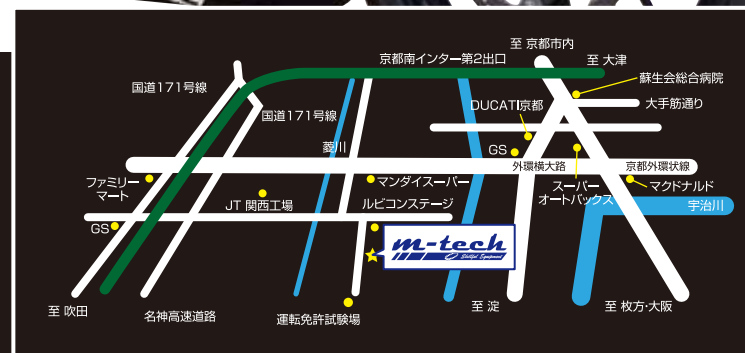 至 京都市内
京都南インター第2出口
至 大津
蘇生会総合病院
国道171号線
DUCATI京都
大手筋通り
国道171号線
菱川
GS
外環横大路
京都外環状線
ファミリー
マート
マンダイスーパー
スーパー
オートバックス
マクドナルド
JT 関西工場
ルビコンステージ
宇治川
GS
m-tech
Skillful Equipment
至 吹田
名神高速道路
運転免許試験場
至 淀
至 枚方・大阪